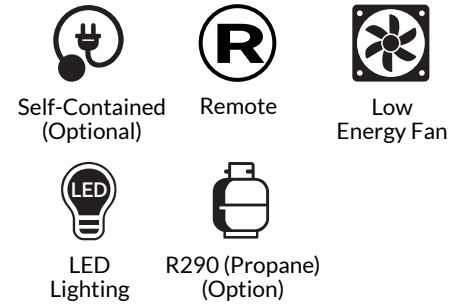 R
Self-Contained
(Optional)
Remote
Low
Energy Fan
LED
LED
Lighting
R290 (Propane)
(Option)